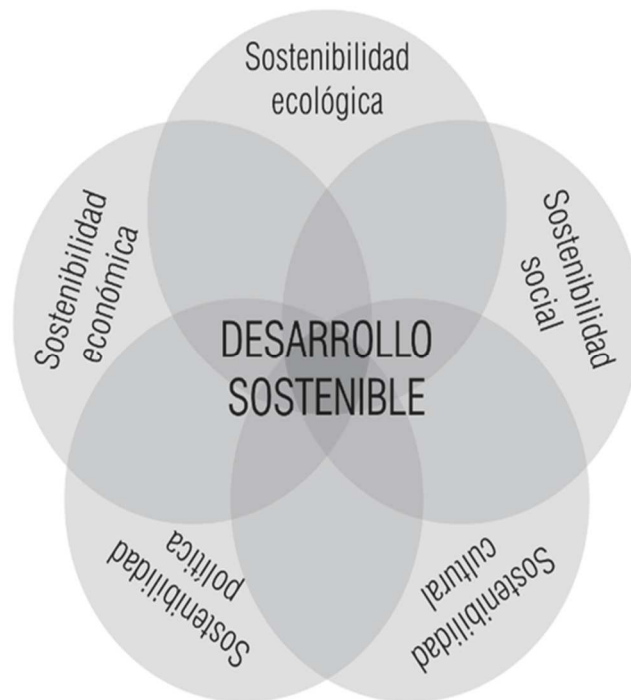 Sostenibilidad
ecológica
Sostenibilidad
económica
Sostenibilidad
social
DESARROLLO
SOSTENIBLE
Sostenibilidad
política
Sostenibilidad
cultural